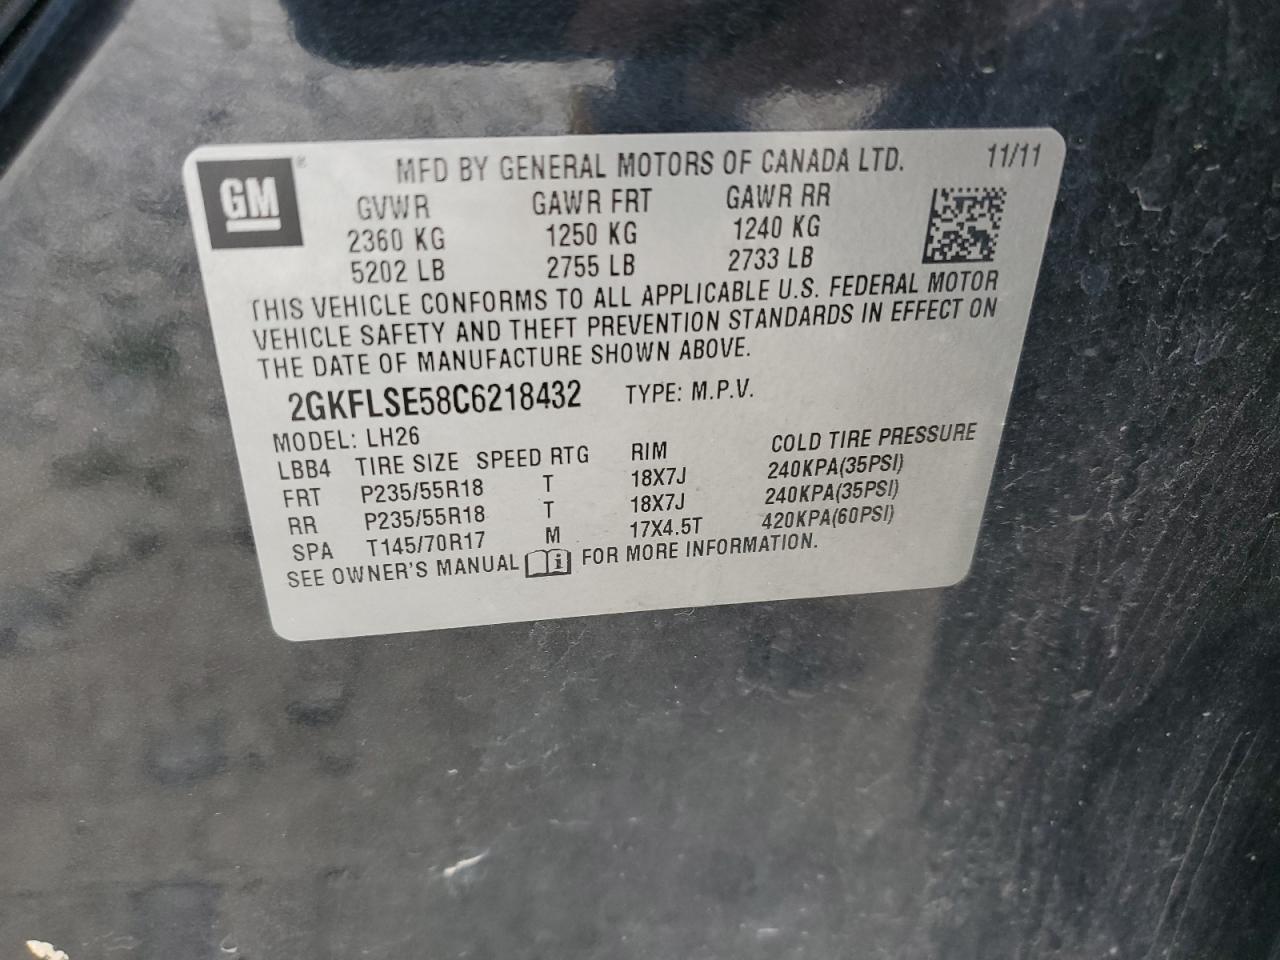 GM ®
MFD BY GENERAL MOTORS OF CANADA LTD. 11/11
GVWR GAWR FRT GAWR RR
2360 KG 1250 KG 1240 KG
5202 LB 2755 LB 2733 LB
THIS VEHICLE CONFORMS TO ALL APPLICABLE U.S. FEDERAL MOTOR
VEHICLE SAFETY AND THEFT PREVENTION STANDARDS IN EFFECT ON
THE DATE OF MANUFACTURE SHOWN ABOVE.
2GKFLSE58C6218432 TYPE: M.P.V.
MODEL: LH26
LBB4 TIRE SIZE SPEED RTG RIM COLD TIRE PRESSURE
FRT P235/55R18 T 18X7J 240KPA(35PSI)
RR P235/55R18 T 18X7J 240KPA(35PSI)
SPA T145/70R17 M 17X4.5T 420KPA(60PSI)
SEE OWNER'S MANUAL i FOR MORE INFORMATION.